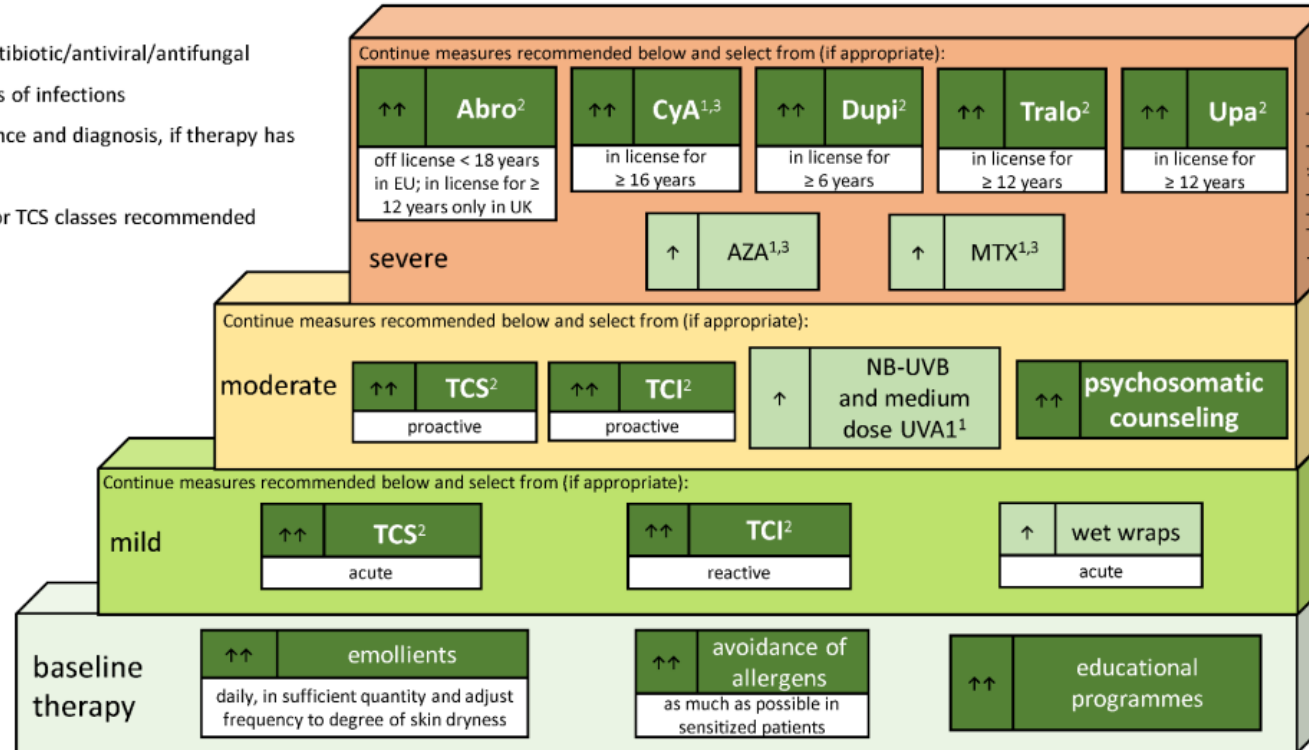 tibiotic/antiviral/antifungal
s of infections
nce and diagnosis, if therapy has
or TCS classes recommended
Continue measures recommended below and select from (if appropriate):
↑↑ Abro²
off license < 18 years
in EU; in license for ≥
12 years only in UK
↑↑ CyA¹,³
in license for
≥ 16 years
↑↑ Dupi²
in license for
≥ 6 years
↑↑ Tralo²
in license for
≥ 12 years
↑↑ Upa²
in license for
≥ 12 years
severe
↑ AZA¹,³
↑ MTX¹,³
Continue measures recommended below and select from (if appropriate):
moderate
↑↑ TCS²
proactive
↑↑ TCI²
proactive
↑ NB-UVB
and medium
dose UVA1¹
↑↑ psychosomatic
counseling
Continue measures recommended below and select from (if appropriate):
mild
↑↑ TCS²
acute
↑↑ TCI²
reactive
↑ wet wraps
acute
baseline
therapy
↑↑ emollients
daily, in sufficient quantity and adjust
frequency to degree of skin dryness
↑↑ avoidance of
allergens
as much as possible in
sensitized patients
↑↑ educational
programmes